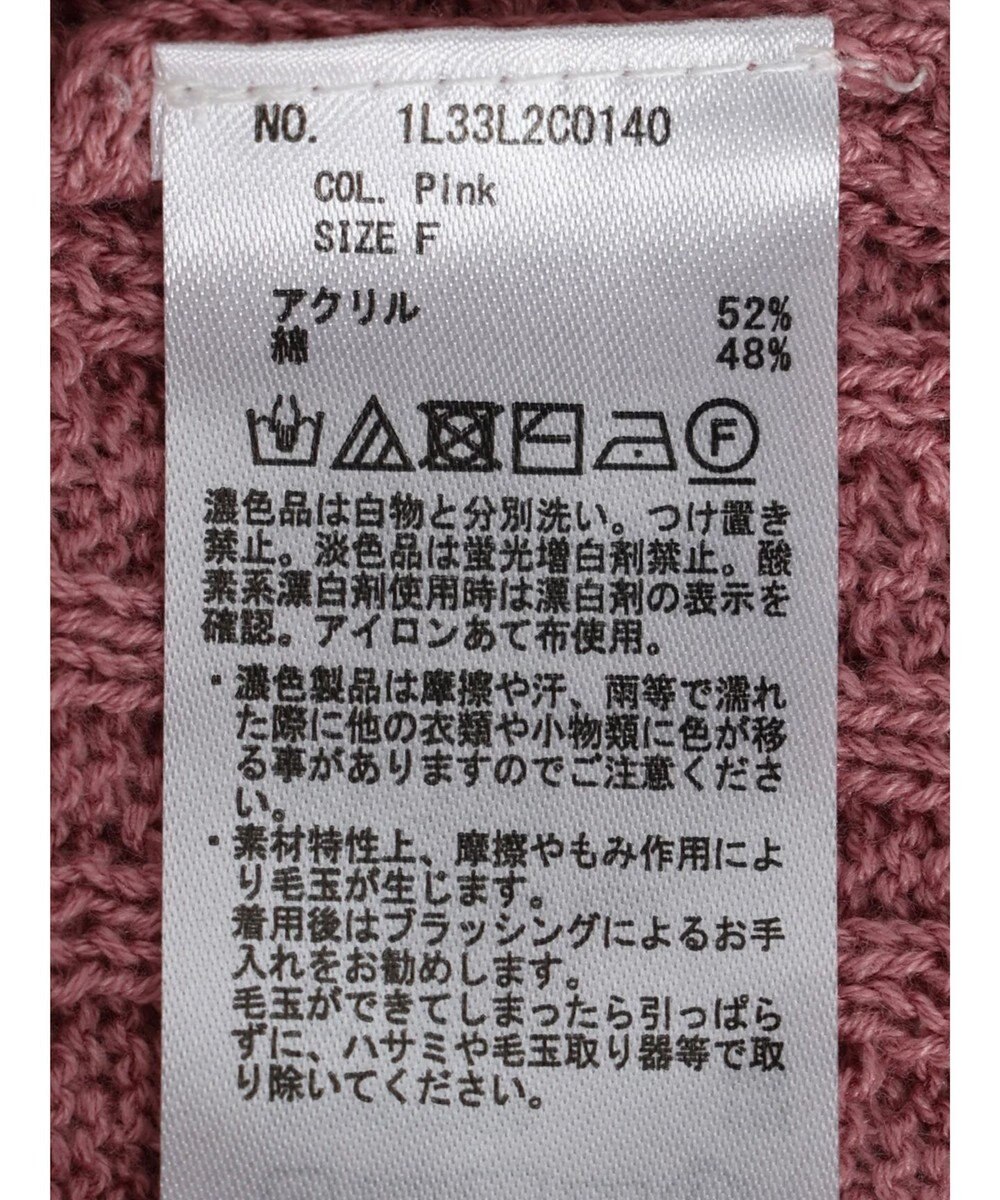 NO. 1L33L2C0140
COL. Pink
SIZE F
アクリル 52%
綿 48%
F
濃色品は白物と分別洗い。つけ置き
禁止。淡色品は蛍光増白剤禁止。酸
素系漂白剤使用時は漂白剤の表示を
確認。アイロンあて布使用。
・濃色製品は摩擦や汗、雨等で濡れ
た際に他の衣類や小物類に色が移
る事がありますのでご注意くださ
い。
・素材特性上、摩擦やもみ作用によ
り毛玉が生じます。
着用後はブラッシングによるお手
入れをお勧めします。
毛玉ができてしまったら引っぱら
ずに、ハサミや毛玉取り器等で取
り除いてください。